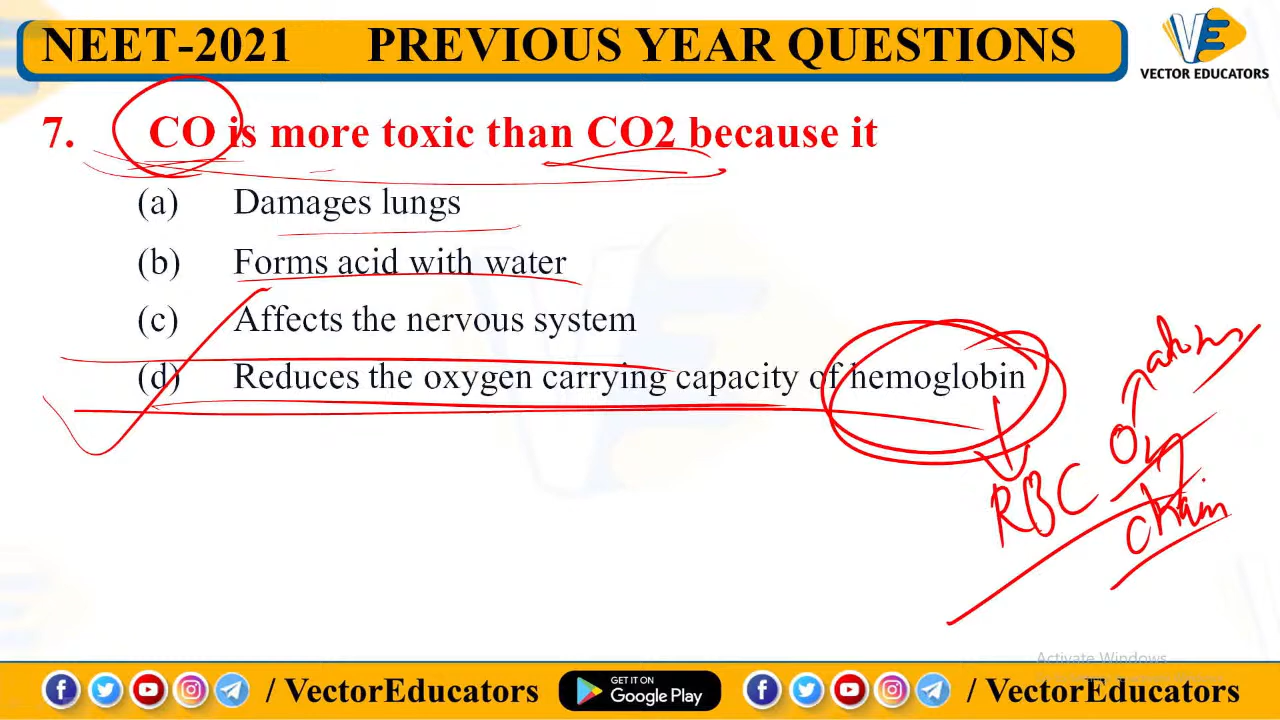 NEET-2021 PREVIOUS YEAR QUESTIONS
VECTOR EDUCATORS
7. CO is more toxic than CO2 because it
(a) Damages lungs
(b) Forms acid with water
(c) Affects the nervous system
(d) Reduces the oxygen carrying capacity of hemoglobin
RBC
Activate Windows
/ VectorEducators
GET IT ON
Google Play
/ VectorEducators